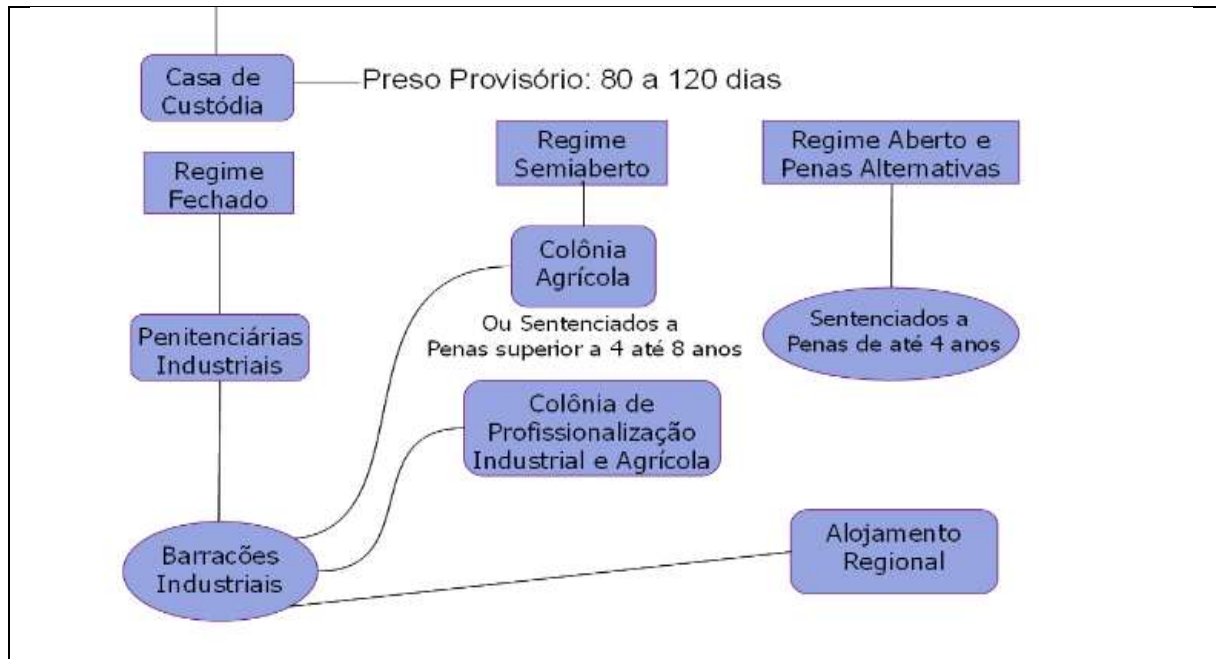 Casa de
Custódia
Preso Provisório: 80 a 120 dias
Regime
Fechado
Regime
Semiaberto
Regime Aberto e
Penas Alternativas
Colônia
Agrícola
Ou Sentenciados a
Penas superior a 4 até 8 anos
Penitenciárias
Industriais
Sentenciados a
Penas de até 4 anos
Colônia de
Profissionalização
Industrial e Agrícola
Barracões
Industriais
Alojamento
Regional